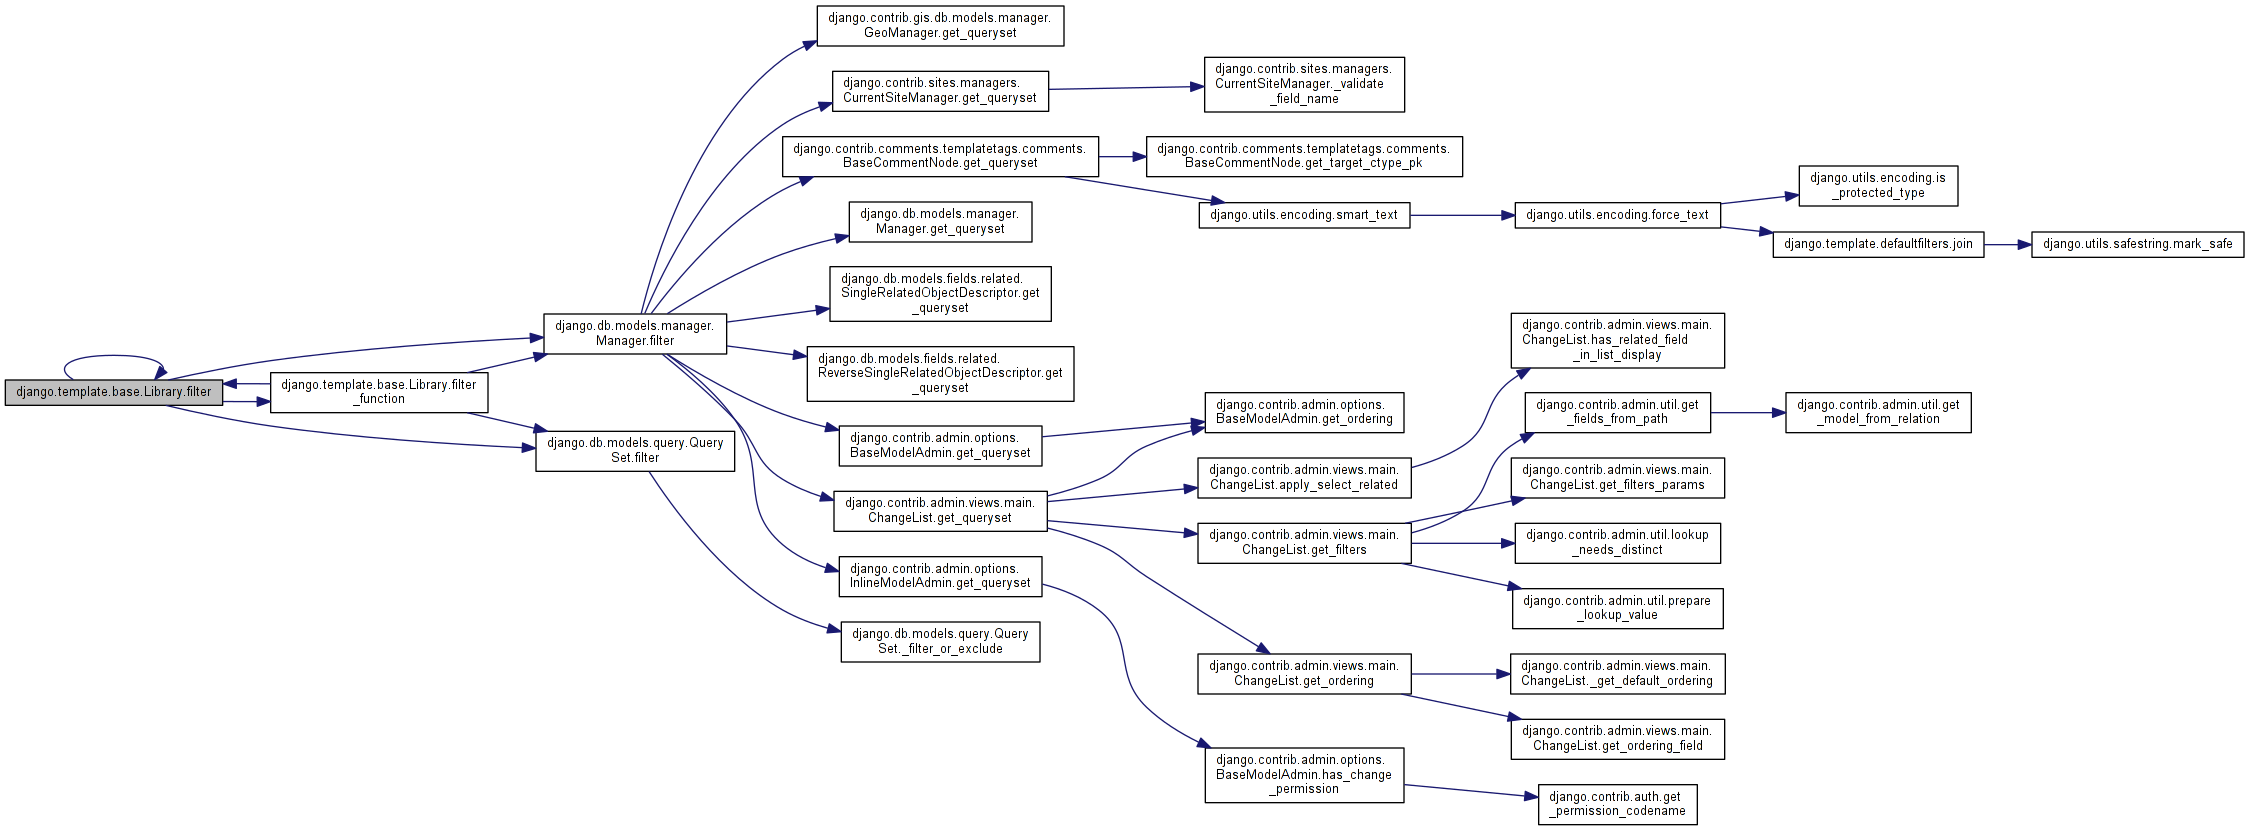 django.contrib.gis.db.models.manager.
GeoManager.get_queryset
django.contrib.sites.managers.
CurrentSiteManager.get_queryset
django.contrib.sites.managers.
CurrentSiteManager._validate
_field_name
django.contrib.comments.templatetags.comments.
BaseCommentNode.get_queryset
django.contrib.comments.templatetags.comments.
BaseCommentNode.get_target_ctype_pk
django.utils.encoding.is
_protected_type
django.db.models.manager.
Manager.get_queryset
django.utils.encoding.smart_text
django.utils.encoding.force_text
django.template.defaultfilters.join
django.utils.safestring.mark_safe
django.db.models.fields.related.
SingleRelatedObjectDescriptor.get
_queryset
django.db.models.manager.
Manager.filter
django.contrib.admin.views.main.
ChangeList.has_related_field
_in_list_display
django.db.models.fields.related.
ReverseSingleRelatedObjectDescriptor.get
_queryset
django.template.base.Library.filter
django.template.base.Library.filter
_function
django.contrib.admin.options.
BaseModelAdmin.get_ordering
django.contrib.admin.util.get
_fields_from_path
django.contrib.admin.util.get
_model_from_relation
django.db.models.query.Query
Set.filter
django.contrib.admin.options.
BaseModelAdmin.get_queryset
django.contrib.admin.views.main.
ChangeList.apply_select_related
django.contrib.admin.views.main.
ChangeList.get_filters_params
django.contrib.admin.views.main.
ChangeList.get_queryset
django.contrib.admin.views.main.
ChangeList.get_filters
django.contrib.admin.util.lookup
_needs_distinct
django.contrib.admin.options.
InlineModelAdmin.get_queryset
django.contrib.admin.util.prepare
_lookup_value
django.db.models.query.Query
Set._filter_or_exclude
django.contrib.admin.views.main.
ChangeList.get_ordering
django.contrib.admin.views.main.
ChangeList._get_default_ordering
django.contrib.admin.views.main.
ChangeList.get_ordering_field
django.contrib.admin.options.
BaseModelAdmin.has_change
_permission
django.contrib.auth.get
_permission_codename